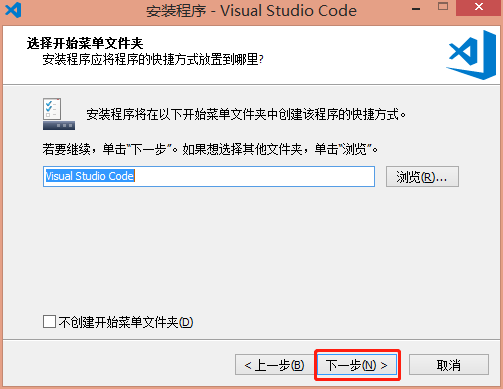 安装程序 - Visual Studio Code
选择开始菜单文件夹
安装程序应将程序的快捷方式放置到哪里?
安装程序将在以下开始菜单文件夹中创建该程序的快捷方式。
若要继续，单击“下一步”。如果想选择其他文件夹，单击“浏览”。
Visual Studio Code
浏览(R)...
不创建开始菜单文件夹(D)
< 上一步(B)
下一步(N) >
取消